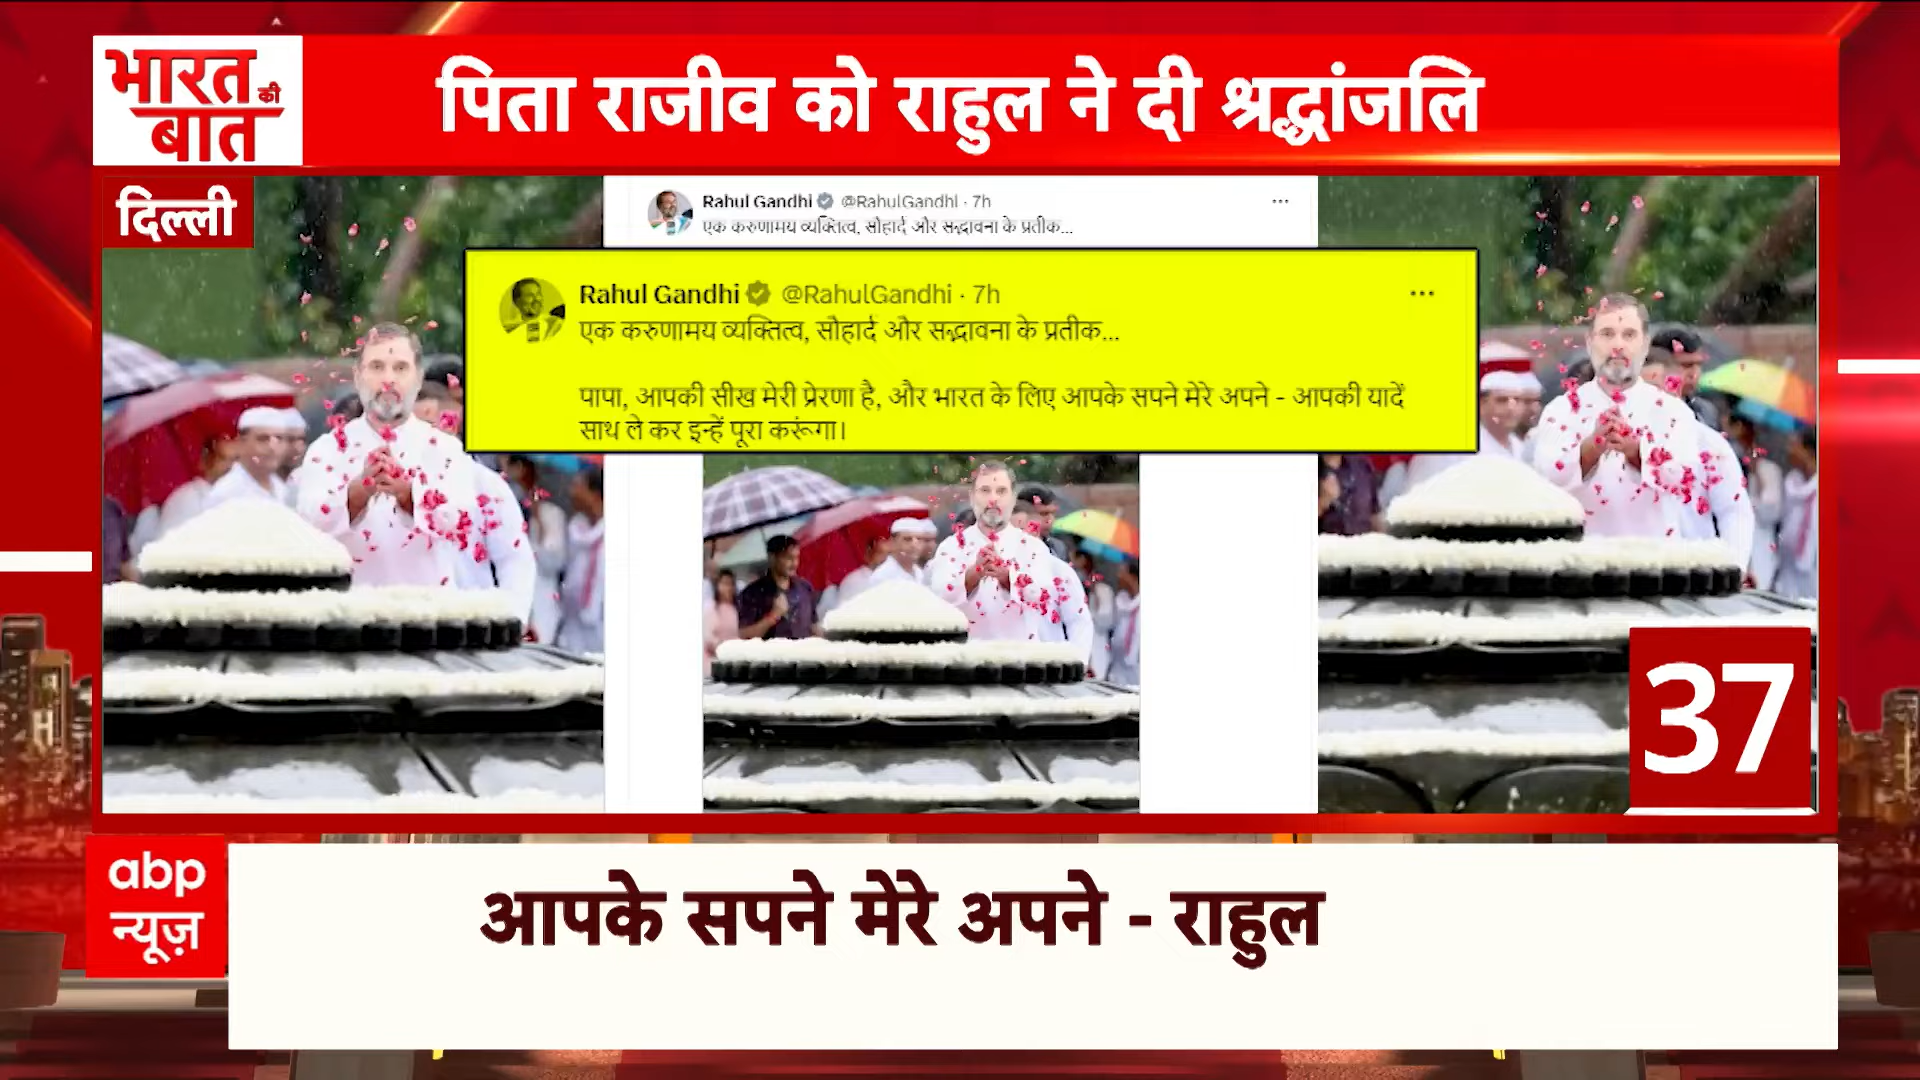 भारत की बात
पिता राजीव को राहुल ने दी श्रद्धांजलि
दिल्ली
Rahul Gandhi @RahulGandhi · 7h
एक करुणामय व्यक्तित्व, सौहार्द और सद्भावना के प्रतीक...
Rahul Gandhi @RahulGandhi · 7h
एक करुणामय व्यक्तित्व, सौहार्द और सद्भावना के प्रतीक...
पापा, आपकी सीख मेरी प्रेरणा है, और भारत के लिए आपके सपने मेरे अपने - आपकी यादें
साथ ले कर इन्हें पूरा करूंगा।
37
abp
न्यूज़
आपके सपने मेरे अपने - राहुल